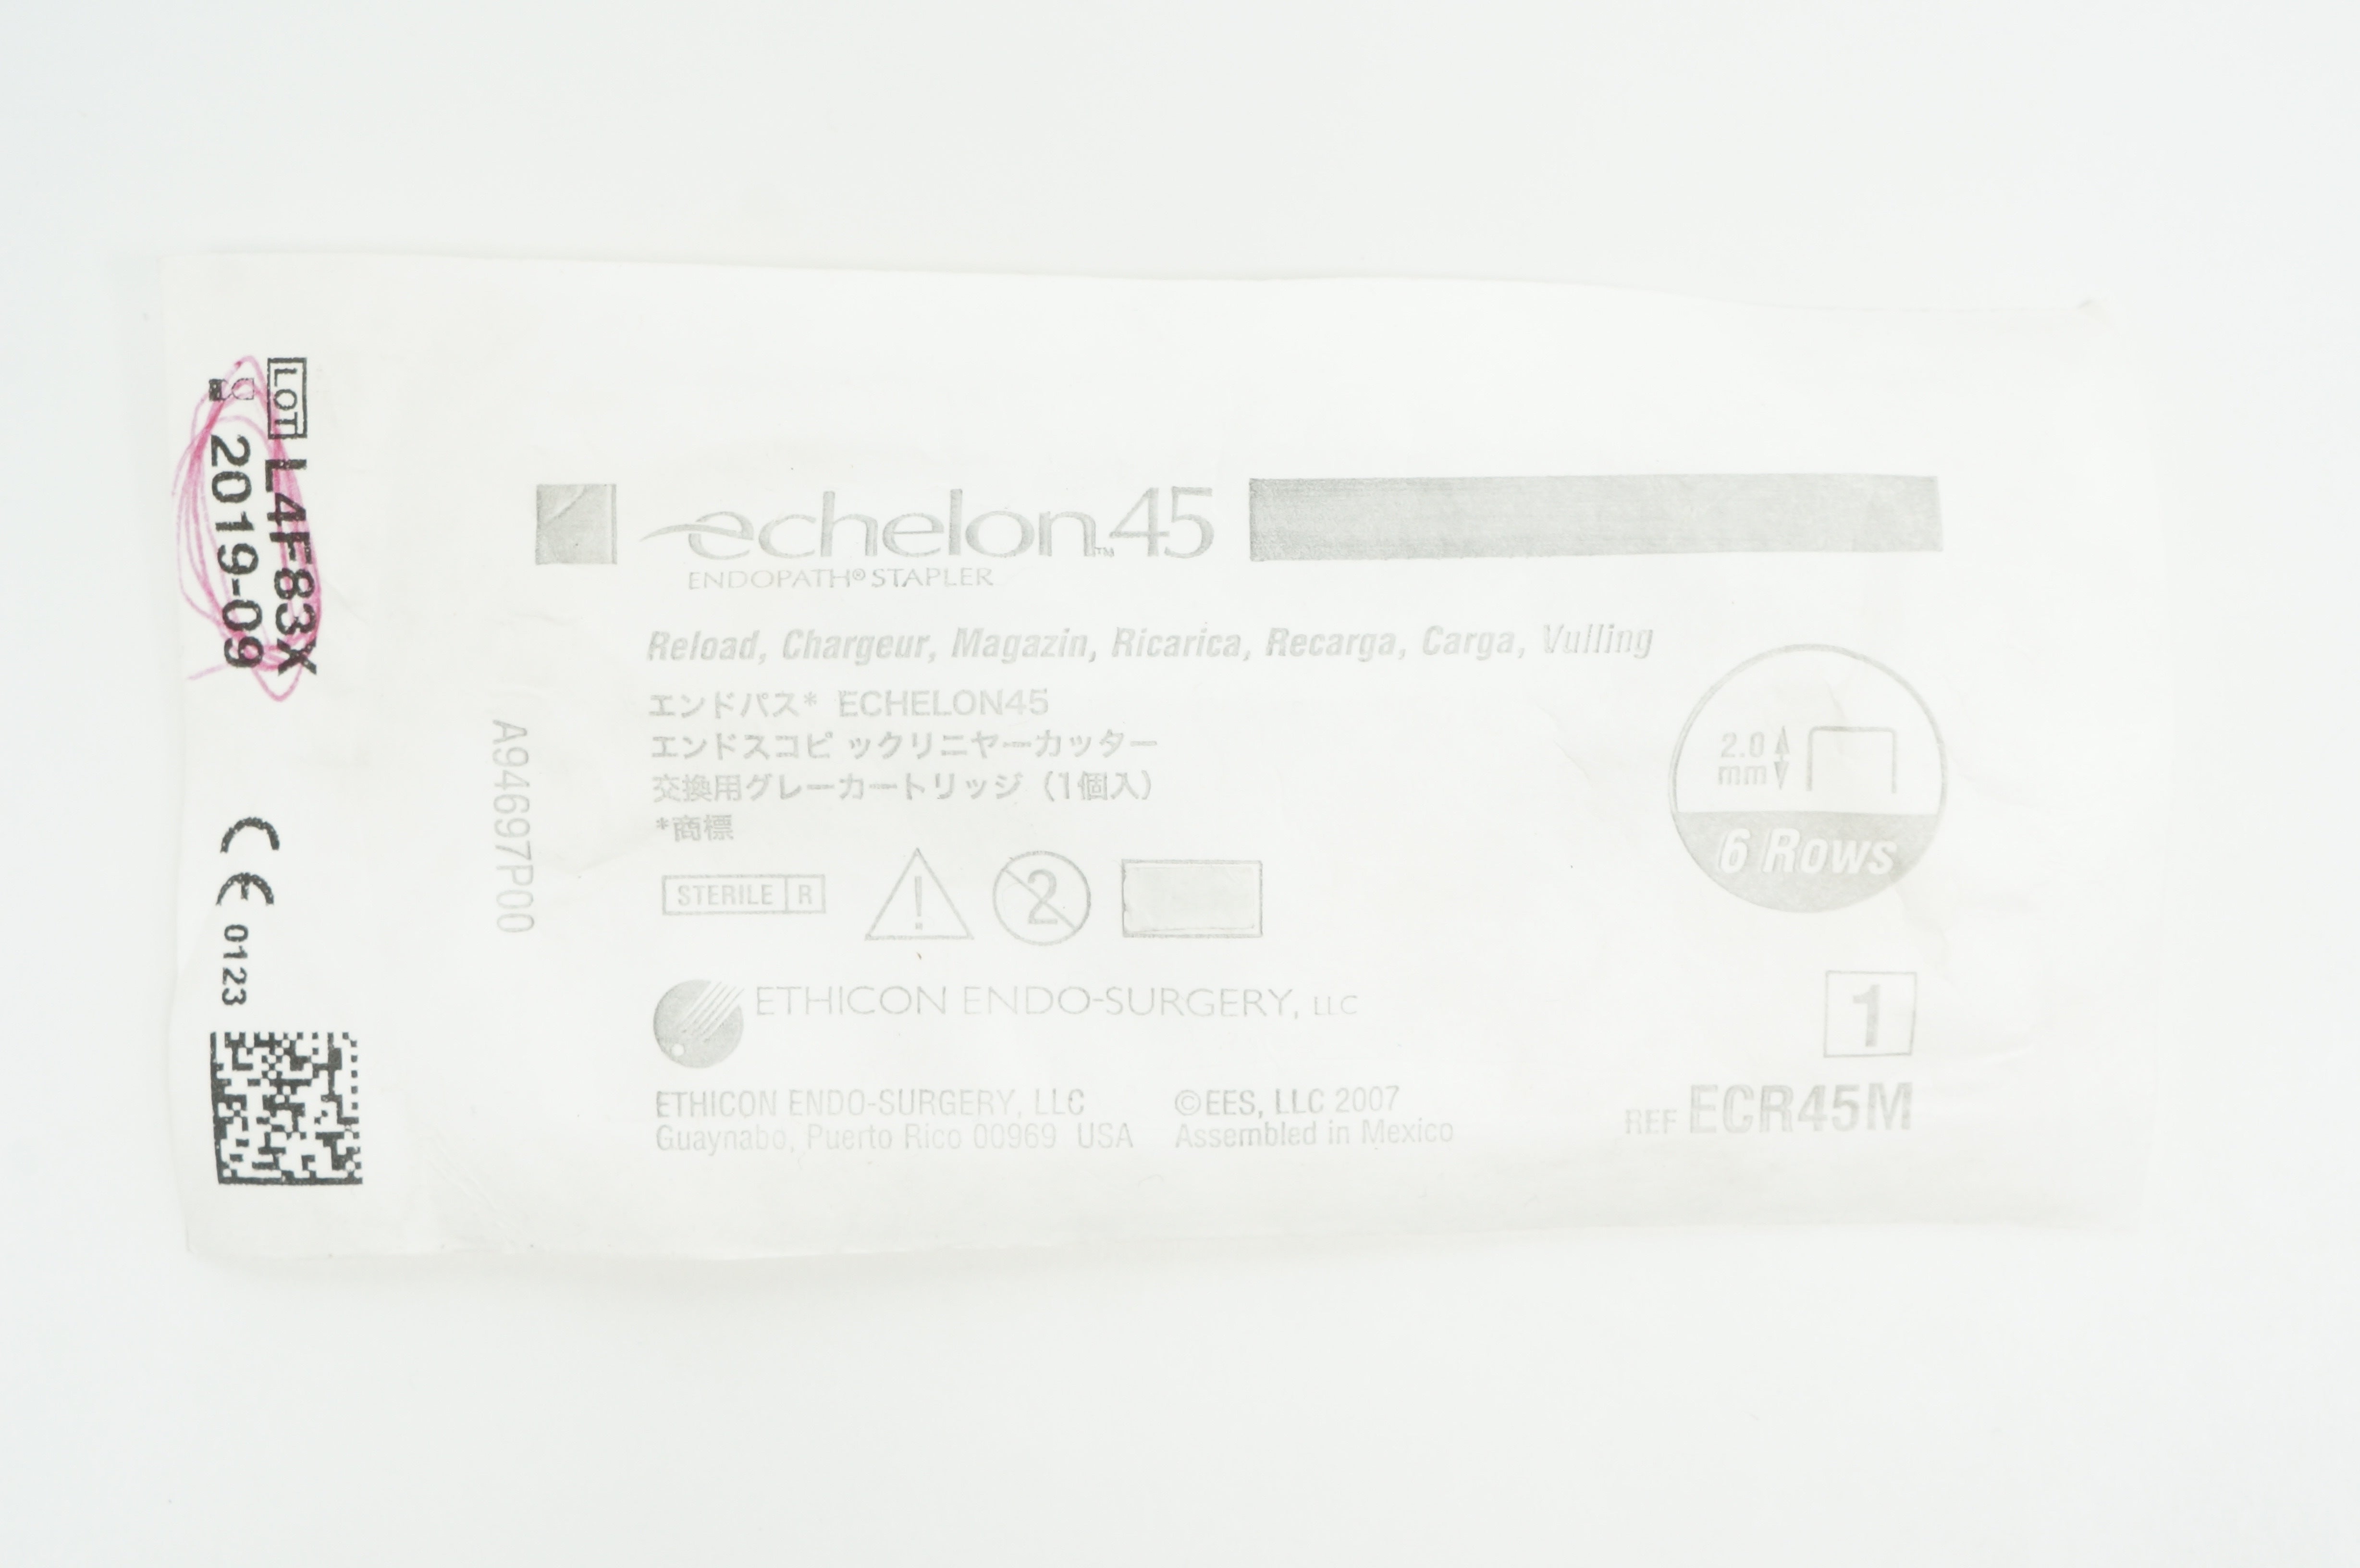 LOT L4F83X
2019-09
CE 0123
A94697P00
echelon™45
ENDOPATH® STAPLER
Reload, Chargeur, Magazin, Ricarica, Recarga, Carga, Vulling
エンドパス* ECHELON45
エンドスコピックリニヤーカッター
交換用グレーカートリッジ（1個入）
*商標
2.0
mm
6 Rows
STERILE R
!
2
ETHICON ENDO-SURGERY, LLC
1
ETHICON ENDO-SURGERY, LLC
Guaynabo, Puerto Rico 00969 USA
©EES, LLC 2007
Assembled in Mexico
REF ECR45M